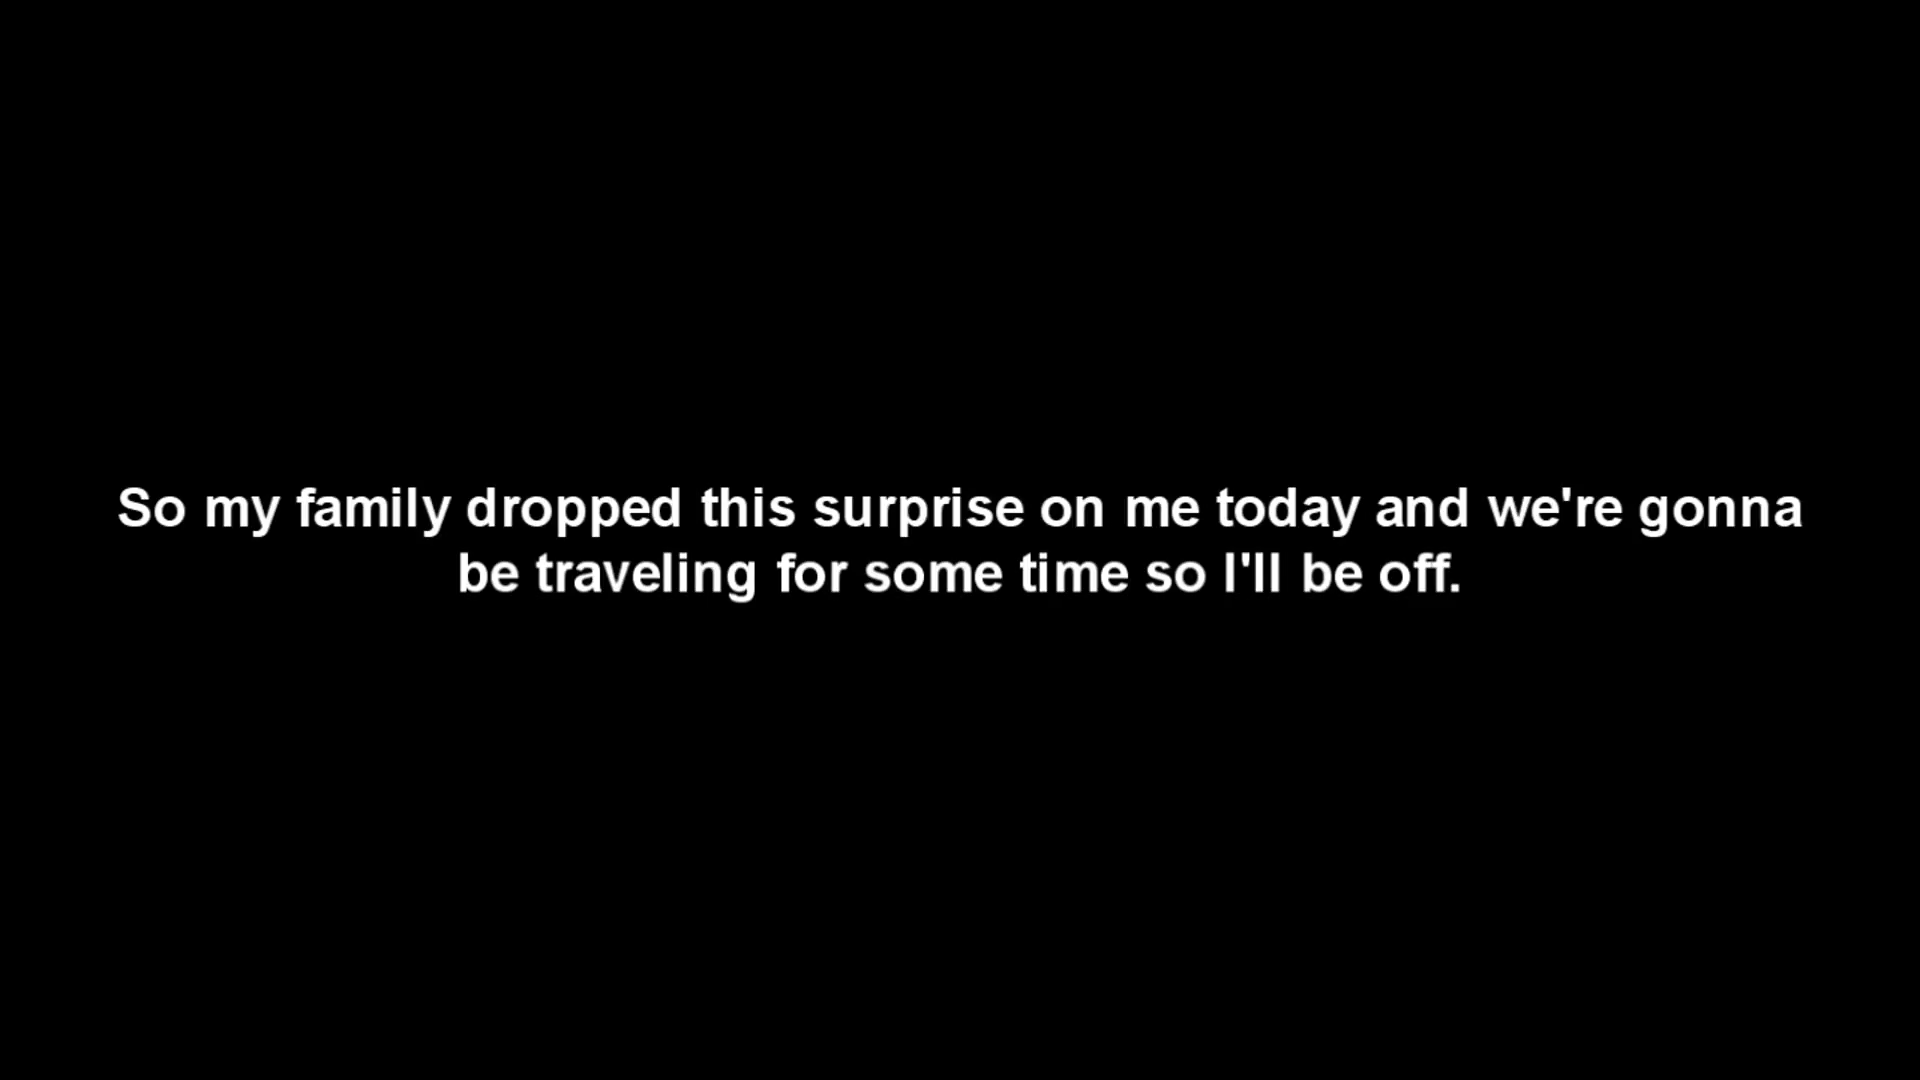 So my family dropped this surprise on me today and we're gonna
be traveling for some time so I'll be off.